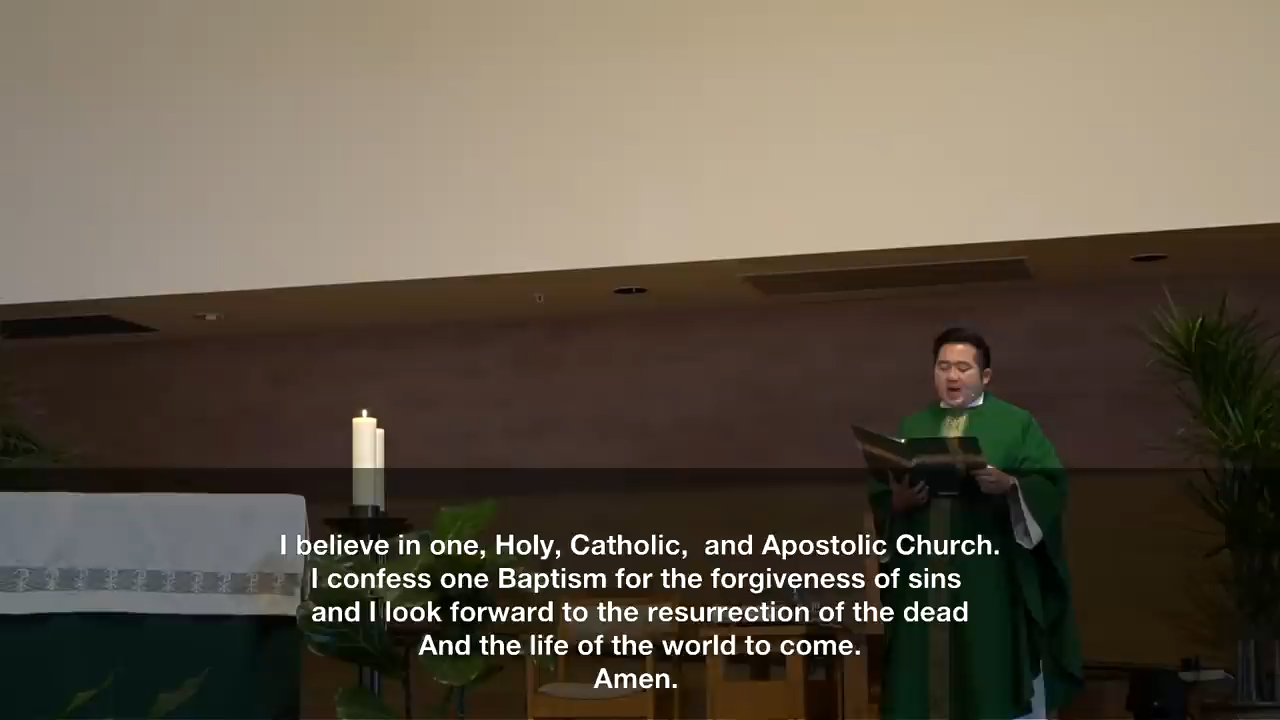 I believe in one, Holy, Catholic,  and Apostolic Church.
I confess one Baptism for the forgiveness of sins
and I look forward to the resurrection of the dead
And the life of the world to come.
Amen.